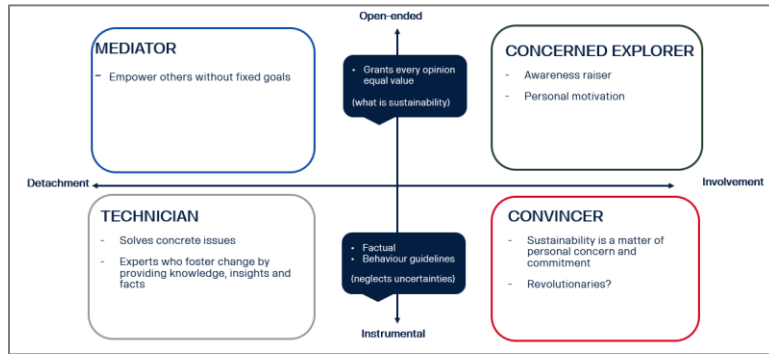 Open-ended
MEDIATOR
- Empower others without fixed goals
• Grants every opinion
equal value
(what is sustainability)
CONCERNED EXPLORER
- Awareness raiser
- Personal motivation
Detachment
Involvement
TECHNICIAN
- Solves concrete issues
- Experts who foster change by
providing knowledge, insights and
facts
• Factual
• Behaviour guidelines
(neglects uncertainties)
CONVINCER
- Sustainability is a matter of
personal concern and
commitment
- Revolutionaries?
Instrumental